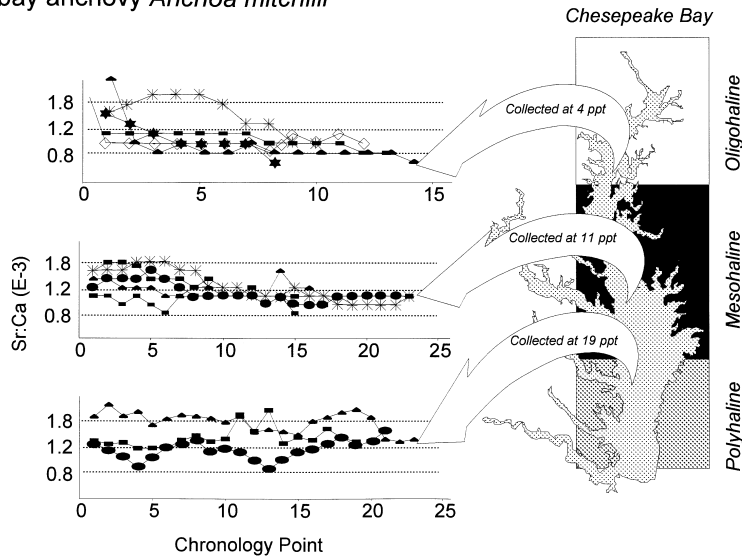 bay anchovy Anchoa mitchilli
Chesepeake Bay
1.8
1.2
0.8
0 5 10 15
Collected at 4 ppt
Oligohaline
Sr:Ca (E-3)
1.8
1.2
0.8
0 5 10 15 20 25
Collected at 11 ppt
Mesohaline
1.8
1.2
0.8
0 5 10 15 20 25
Collected at 19 ppt
Polyhaline
Chronology Point